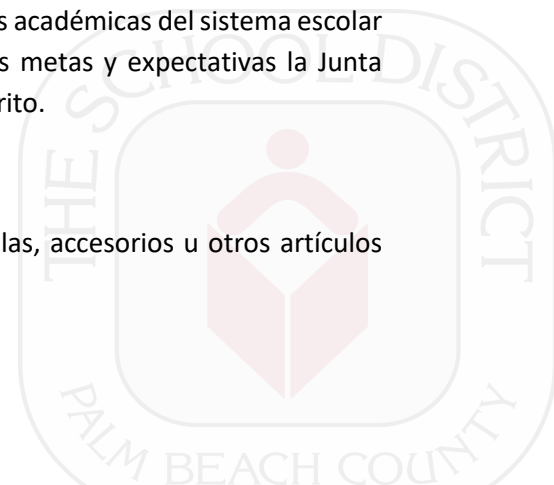 s académicas del sistema escolar
s metas y expectativas la Junta
rito.
las, accesorios u otros artículos
THE SCHOOL DISTRICT
PALM BEACH COUNTY